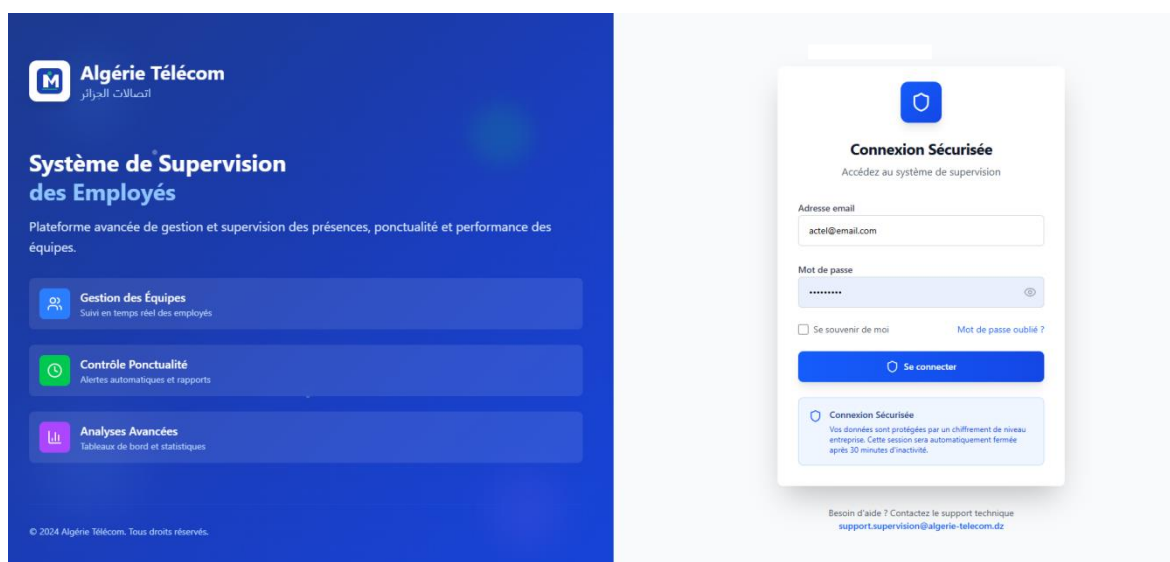 Algérie Télécom
اتصالات الجزائر
Système de Supervision
des Employés
Plateforme avancée de gestion et supervision des présences, ponctualité et performance des
équipes.
Gestion des Équipes
Suivi en temps réel des employés
Contrôle Ponctualité
Alertes automatiques et rapports
Analyses Avancées
Tableaux de bord et statistiques
© 2024 Algérie Télécom. Tous droits réservés.
Connexion Sécurisée
Accédez au système de supervision
Adresse email
actel@email.com
Mot de passe
•••••••••
Se souvenir de moi
Mot de passe oublié ?
Se connecter
Connexion Sécurisée
Vos données sont protégées par un chiffrement de niveau
entreprise. Cette session sera automatiquement fermée
après 30 minutes d'inactivité.
Besoin d'aide ? Contactez le support technique
support.supervision@algerie-telecom.dz